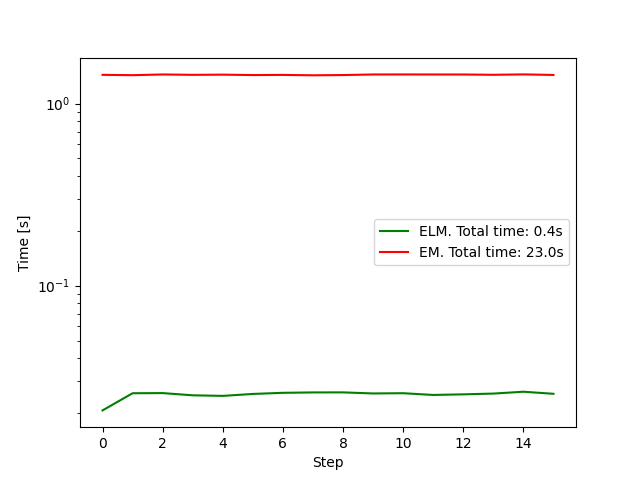 10⁰
10⁻¹
Time [s]
ELM. Total time: 0.4s
EM. Total time: 23.0s
0 2 4 6 8 10 12 14
Step